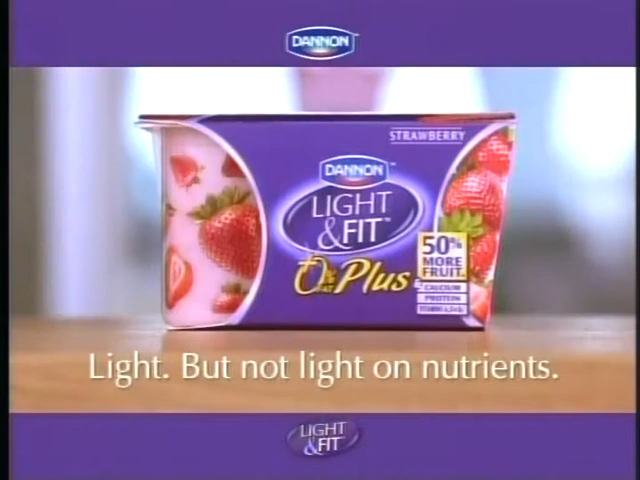 DANNON
STRAWBERRY
DANNON
LIGHT
&FIT
0% FAT Plus
50%
MORE
FRUIT
CALCIUM
PROTEIN
Light. But not light on nutrients.
LIGHT
&FIT